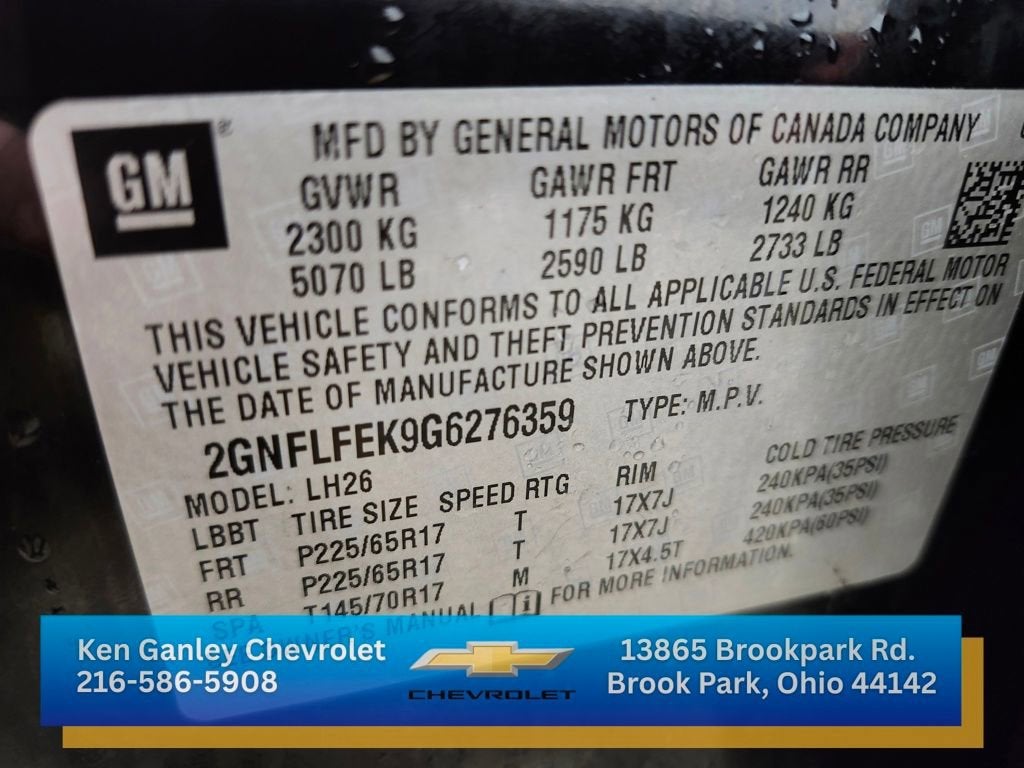 GM ®
MFD BY GENERAL MOTORS OF CANADA COMPANY
GVWR GAWR FRT GAWR RR
2300 KG 1175 KG 1240 KG
5070 LB 2590 LB 2733 LB
THIS VEHICLE CONFORMS TO ALL APPLICABLE U.S. FEDERAL MOTOR
VEHICLE SAFETY AND THEFT PREVENTION STANDARDS IN EFFECT ON
THE DATE OF MANUFACTURE SHOWN ABOVE.
2GNFLFEK9G6276359 TYPE: M.P.V.
MODEL: LH26
LBBT TIRE SIZE SPEED RTG RIM COLD TIRE PRESSURE
FRT P225/65R17 T 17X7J 240KPA(35PSI)
RR P225/65R17 T 17X7J 240KPA(35PSI)
SPA T145/70R17 M 17X4.5T 420KPA(60PSI)
OWNER'S MANUAL i FOR MORE INFORMATION.
Ken Ganley Chevrolet
216-586-5908
CHEVROLET
13865 Brookpark Rd.
Brook Park, Ohio 44142